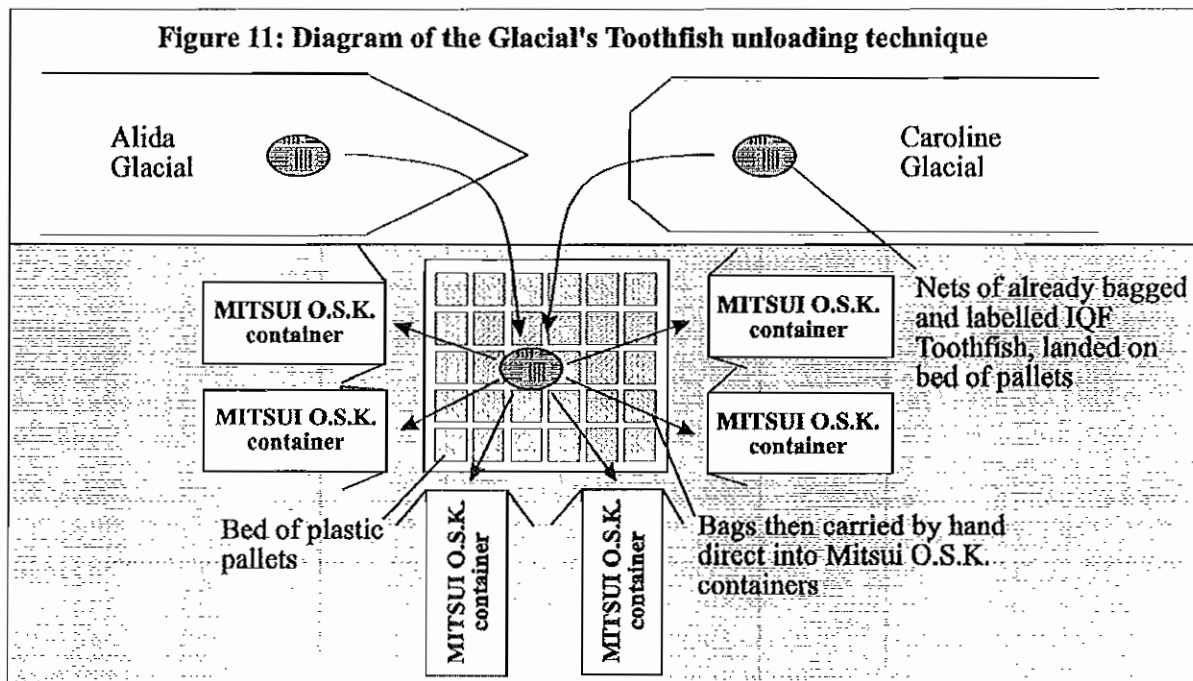 Figure 11: Diagram of the Glacial's Toothfish unloading technique
Alida
Glacial
Caroline
Glacial
MITSUI O.S.K.
container
MITSUI O.S.K.
container
Nets of already bagged
and labelled IQF
Toothfish, landed on
bed of pallets
MITSUI O.S.K.
container
MITSUI O.S.K.
container
Bed of plastic
pallets
MITSUI O.S.K.
container
MITSUI O.S.K.
container
Bags then carried by hand
direct into Mitsui O.S.K.
containers